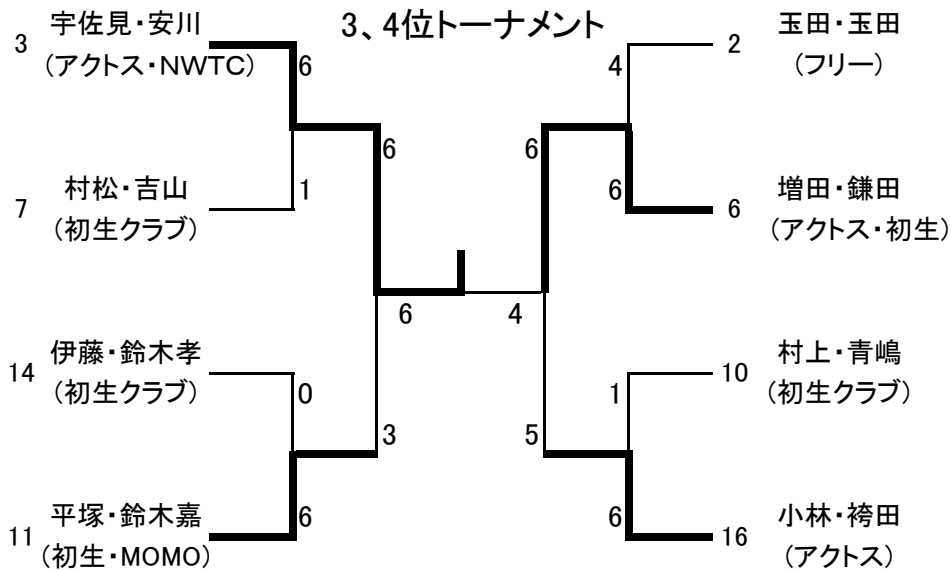 3、4位トーナメント
3 宇佐見・安川
(アクトス・NWTC)
6
1
7 村松・吉山
(初生クラブ)
6
14 伊藤・鈴木孝
(初生クラブ)
0
6
11 平塚・鈴木嘉
(初生・MOMO)
3
6
4
2 玉田・玉田
(フリー)
4
6
6 増田・鎌田
(アクトス・初生)
6
10 村上・青嶋
(初生クラブ)
1
5
6
16 小林・袴田
(アクトス)